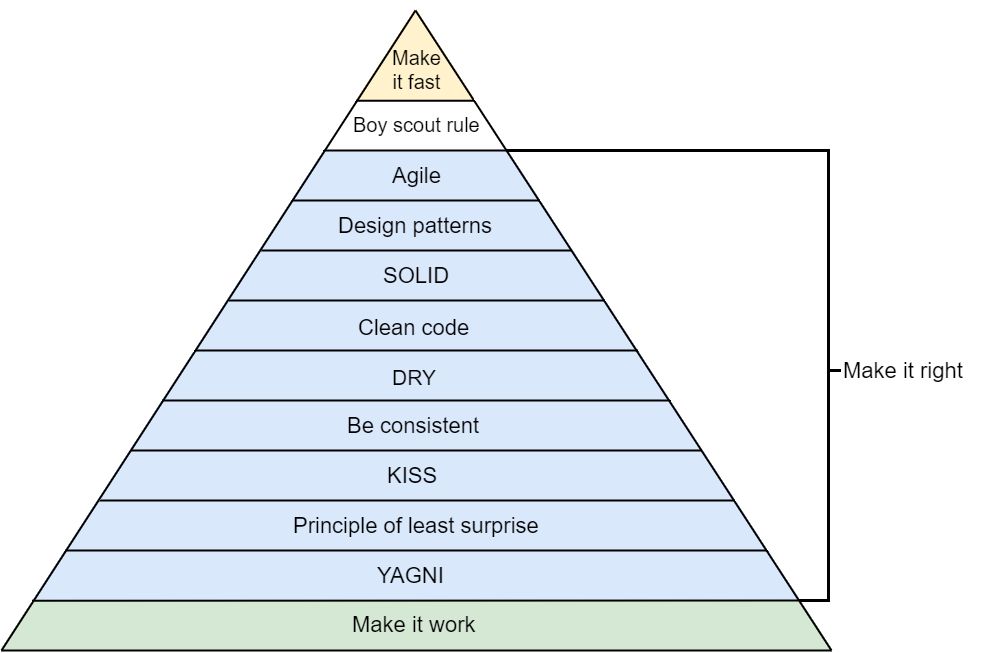 Make
it fast
Boy scout rule
Agile
Design patterns
SOLID
Clean code
DRY
Be consistent
KISS
Principle of least surprise
YAGNI
Make it work
Make it right